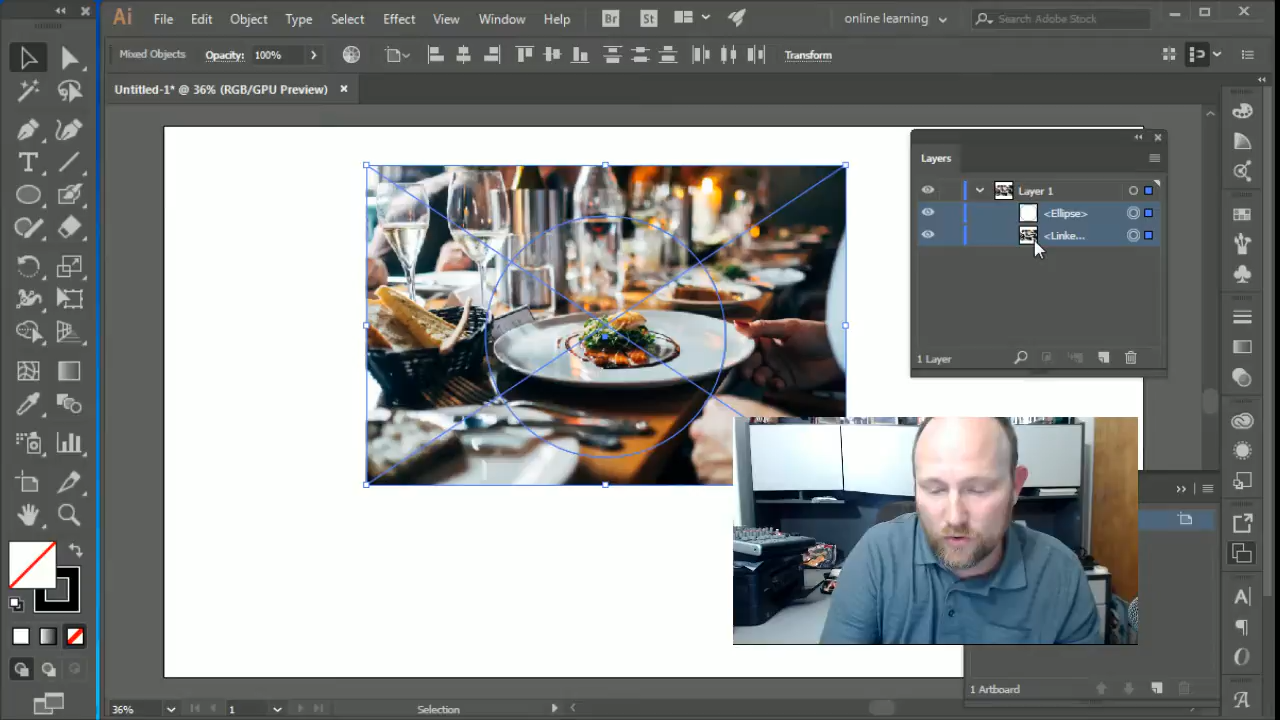 Ai File Edit Object Type Select Effect View Window Help Br St online learning Search Adobe Stock
Mixed Objects Opacity: 100% Transform
Untitled-1* @ 36% (RGB/GPU Preview)
Layers
Layer 1
<Ellipse>
<Linke...
1 Layer
1 Artboard
36% 1 Selection